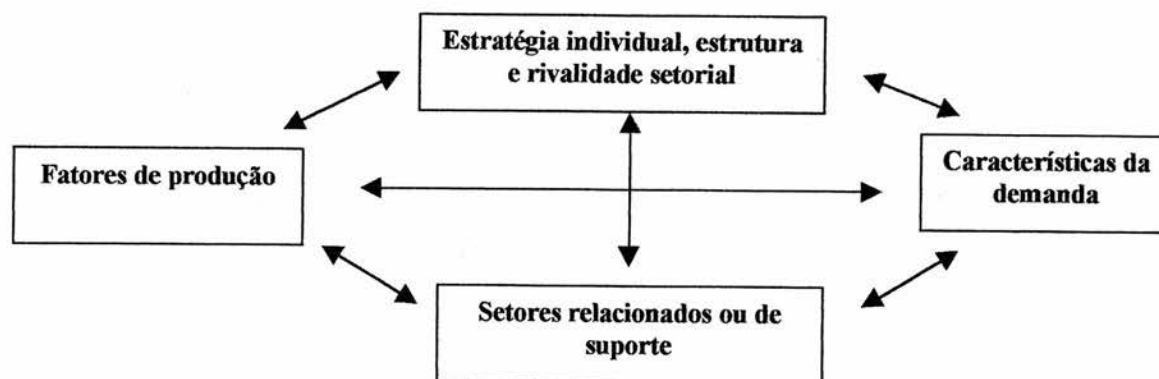 Estratégia individual, estrutura
e rivalidade setorial
Fatores de produção
Características da
demanda
Setores relacionados ou de
suporte